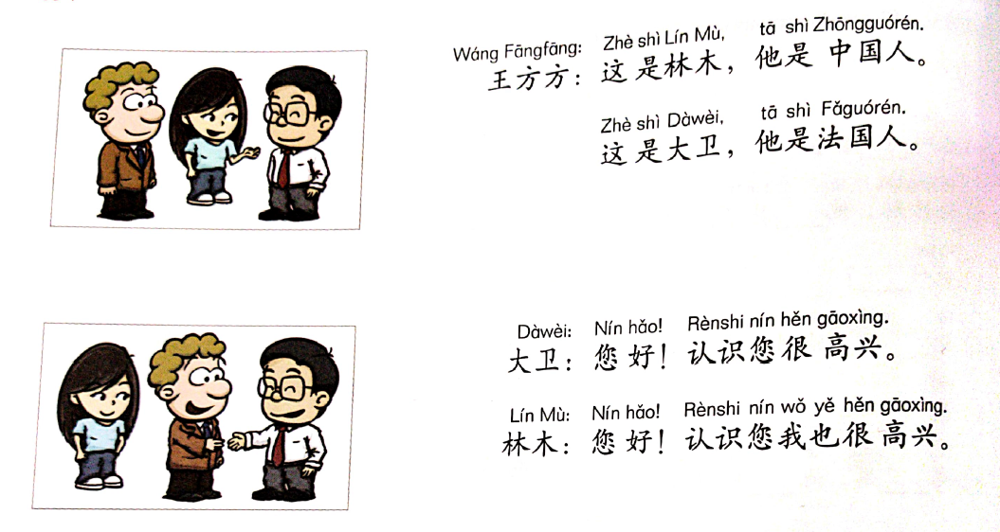 Wáng Fāngfāng: Zhè shì Lín Mù, tā shì Zhōngguórén.
王方方： 这是林木， 他是中国人。
Zhè shì Dàwèi, tā shì Fǎguórén.
这是大卫， 他是法国人。
Dàwèi: Nín hǎo! Rènshi nín hěn gāoxìng.
大卫： 您好！ 认识您很高兴。
Lín Mù: Nín hǎo! Rènshi nín wǒ yě hěn gāoxìng.
林木： 您好！ 认识您我也很高兴。